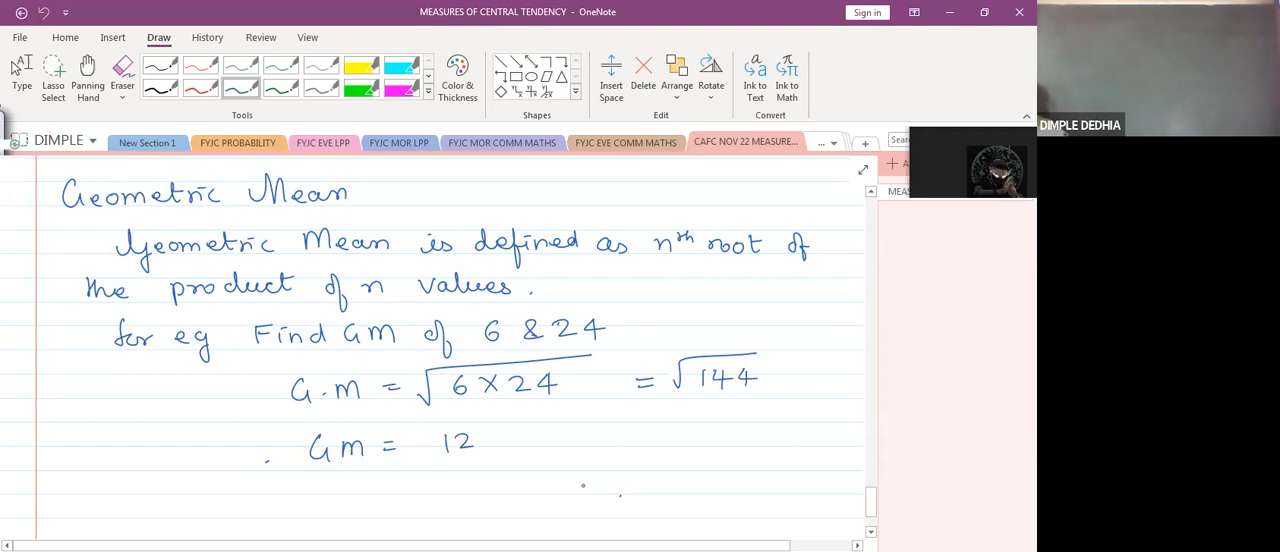 MEASURES OF CENTRAL TENDENCY - OneNote
Sign in
File Home Insert Draw History Review View
Type
Lasso Select
Panning Hand
Eraser
Color & Thickness
Insert Space
Delete
Arrange
Rotate
Ink to Text
Ink to Math
Tools
Shapes
Edit
Convert
DIMPLE DEDHIA
DIMPLE
New Section 1
FYJC PROBABILITY
FYJC EVE LPP
FYJC MOR LPP
FYJC MOR COMM MATHS
FYJC EVE COMM MATHS
CAFC NOV 22 MEASURE...
...
Sear
MEAS
Geometric Mean
Geometric Mean is defined as nth root of
the product of n values.
for eg Find GM of 6 & 24
G.M = √6 X 24 = √144
GM = 12